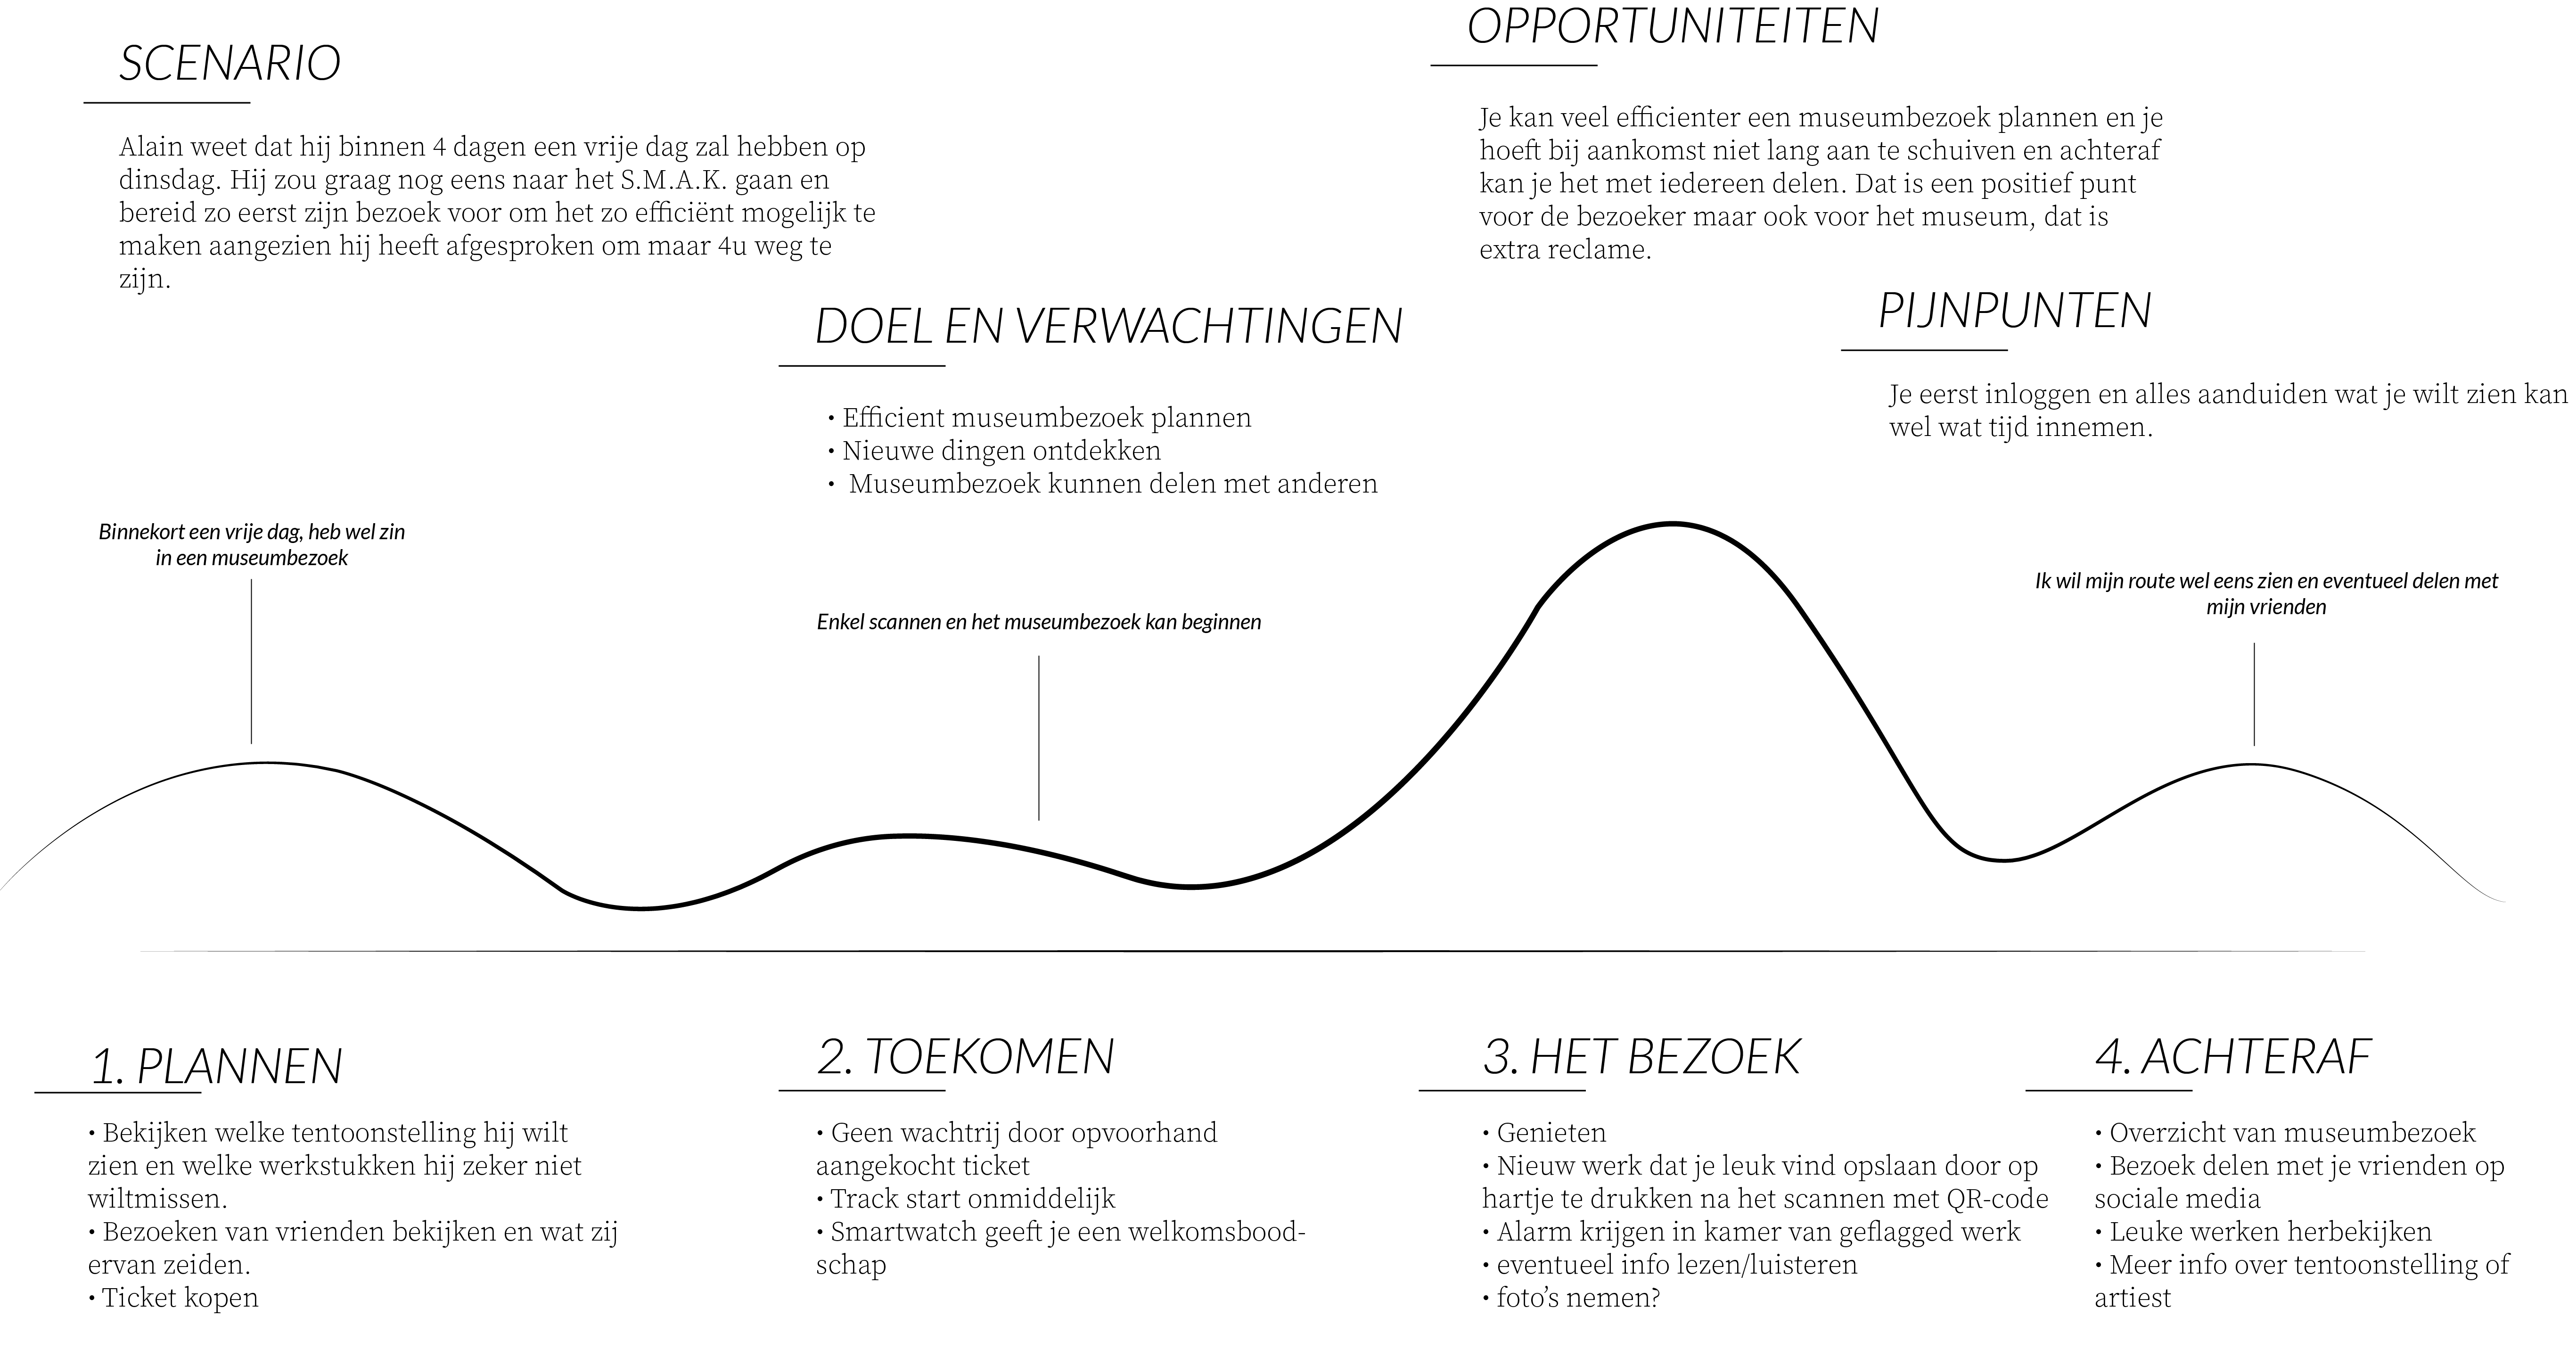 SCENARIO
Alain weet dat hij binnen 4 dagen een vrije dag zal hebben op
dinsdag. Hij zou graag nog eens naar het S.M.A.K. gaan en
bereid zo eerst zijn bezoek voor om het zo efficiënt mogelijk te
maken aangezien hij heeft afgesproken om maar 4u weg te
zijn.
DOEL EN VERWACHTINGEN
• Efficient museumbezoek plannen
• Nieuwe dingen ontdekken
• Museumbezoek kunnen delen met anderen
OPPORTUNITEITEN
Je kan veel efficienter een museumbezoek plannen en je
hoeft bij aankomst niet lang aan te schuiven en achteraf
kan je het met iedereen delen. Dat is een positief punt
voor de bezoeker maar ook voor het museum, dat is
extra reclame.
PIJNPUNTEN
Je eerst inloggen en alles aanduiden wat je wilt zien kan
wel wat tijd innemen.
Binnekort een vrije dag, heb wel zin
in een museumbezoek
Enkel scannen en het museumbezoek kan beginnen
Ik wil mijn route wel eens zien en eventueel delen met
mijn vrienden
1. PLANNEN
• Bekijken welke tentoonstelling hij wilt
zien en welke werkstukken hij zeker niet
wiltmissen.
• Bezoeken van vrienden bekijken en wat zij
ervan zeiden.
• Ticket kopen
2. TOEKOMEN
• Geen wachtrij door opvoorhand
aangekocht ticket
• Track start onmiddelijk
• Smartwatch geeft je een welkomsbood-
schap
3. HET BEZOEK
• Genieten
• Nieuw werk dat je leuk vind opslaan door op
hartje te drukken na het scannen met QR-code
• Alarm krijgen in kamer van geflagged werk
• eventueel info lezen/luisteren
• foto's nemen?
4. ACHTERAF
• Overzicht van museumbezoek
• Bezoek delen met je vrienden op
sociale media
• Leuke werken herbekijken
• Meer info over tentoonstelling of
artiest